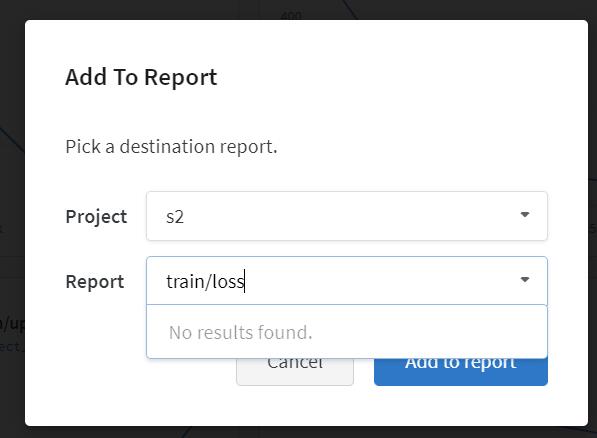 400
Add To Report
Pick a destination report.
Project s2
Report train/loss
No results found.
Cancel Add to report